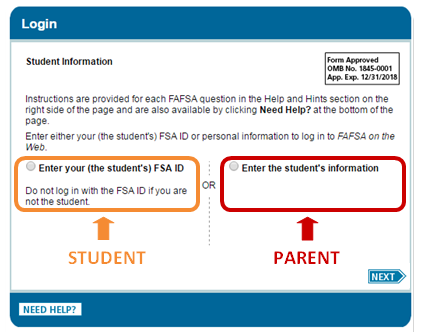 Login
Student Information
Form Approved
OMB No. 1845-0001
App. Exp. 12/31/2018
Instructions are provided for each FAFSA question in the Help and Hints section on the
right side of the page and are also available by clicking Need Help? at the bottom of the
page.
Enter either your (the student's) FSA ID or personal information to log in to FAFSA on the
Web.
Enter your (the student's) FSA ID
Do not log in with the FSA ID if you are
not the student.
OR
Enter the student's information
STUDENT
PARENT
NEXT
NEED HELP?